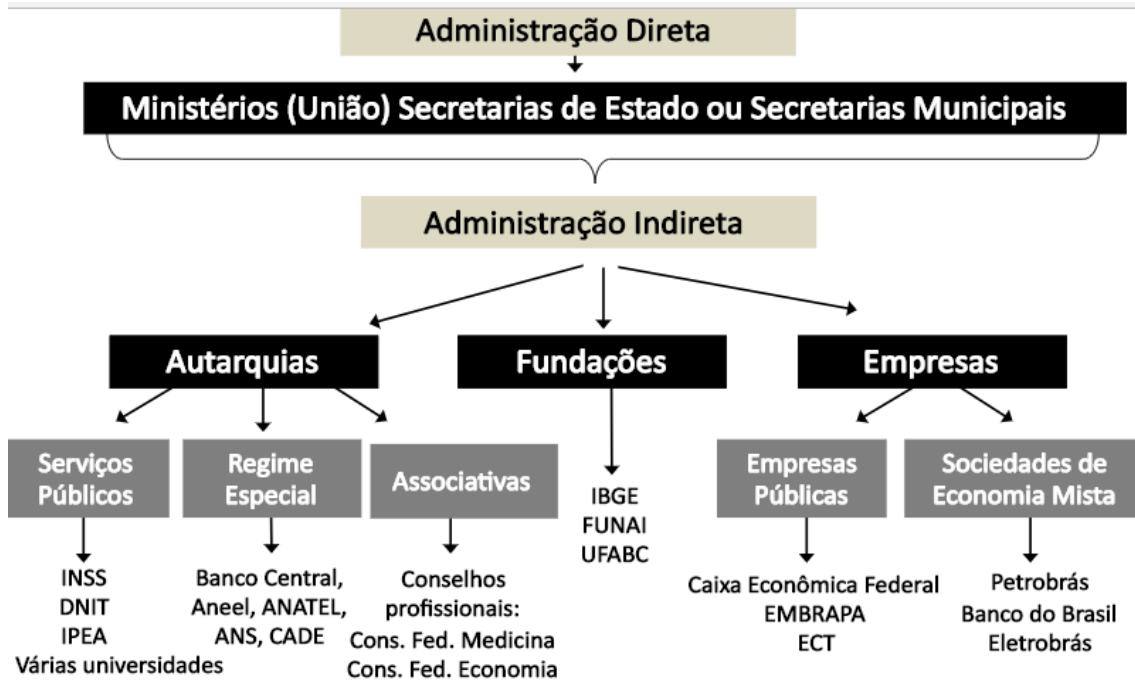 Administração Direta
Ministérios (União) Secretarias de Estado ou Secretarias Municipais
Administração Indireta
Autarquias
Fundações
Empresas
Serviços
Públicos
Regime
Especial
Associativas
Empresas
Públicas
Sociedades de
Economia Mista
INSS
DNIT
IPEA
Várias universidades
Banco Central,
Aneel, ANATEL,
ANS, CADE
Conselhos
profissionais:
Cons. Fed. Medicina
Cons. Fed. Economia
IBGE
FUNAI
UFABC
Caixa Econômica Federal
EMBRAPA
ECT
Petrobrás
Banco do Brasil
Eletrobrás